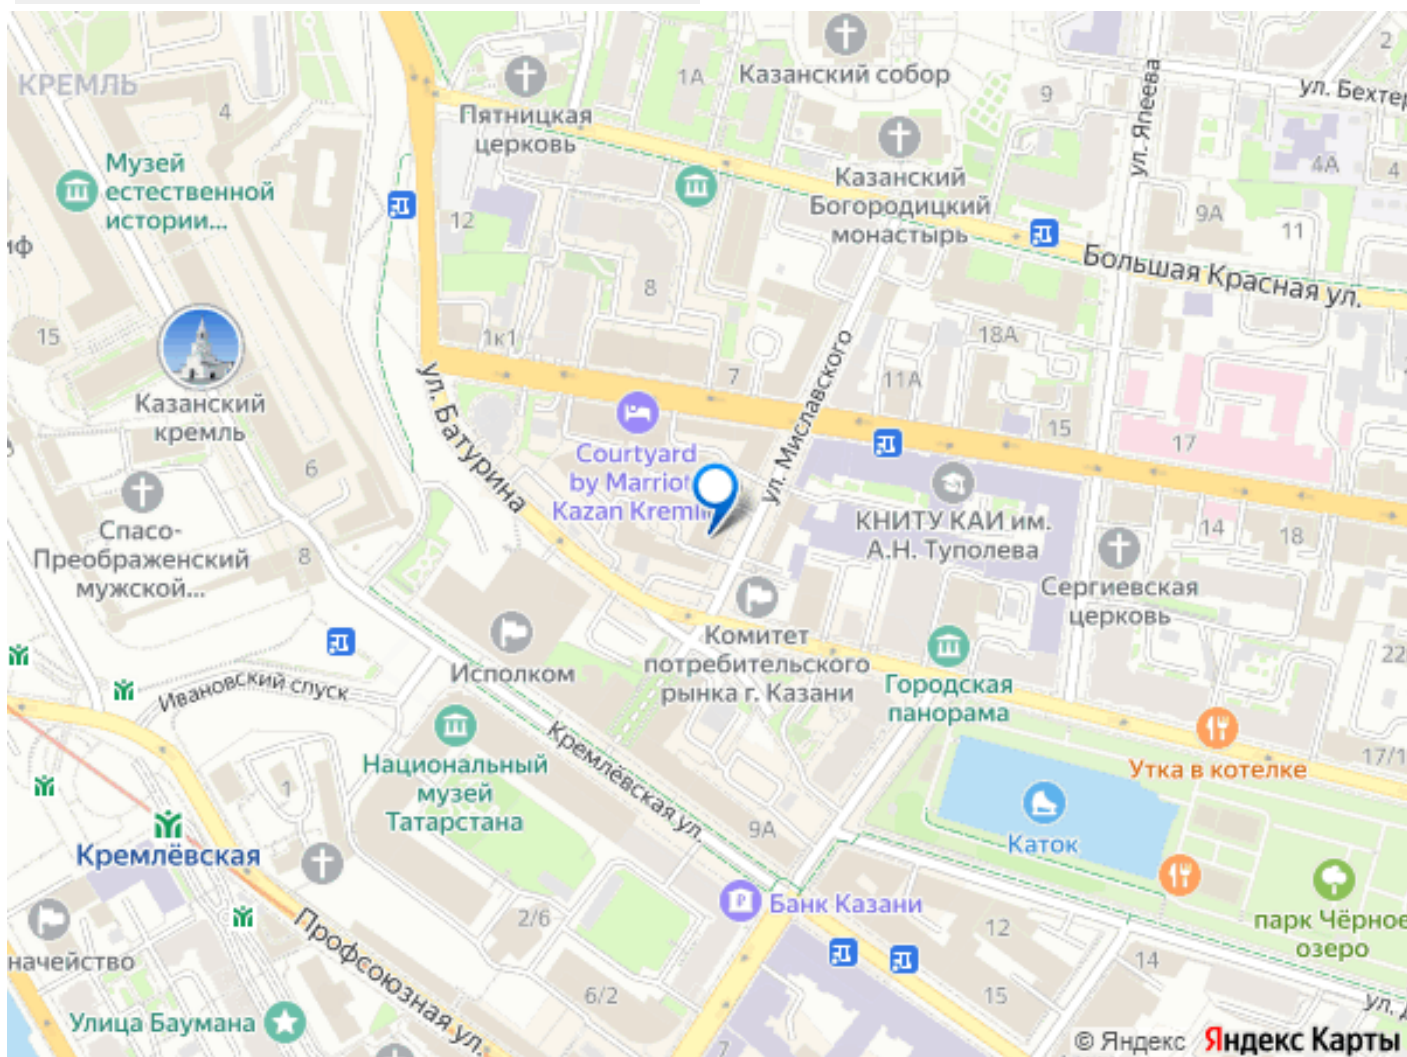 КРЕМЛЬ
4
Музей
естественной
истории...
иф
15
Казанский
кремль
6
Спасо-
Преображенский
мужской...
8
Пятницкая
церковь
1А
Казанский собор
9
2
ул. Бехтер
ул. Япеева
4А
4
Казанский
Богородицкий
монастырь
9А
11
Большая Красная ул.
12
8
1к1
7
18А
11А
15
17
ул. Батурина
ул. Миславского
Courtyard
by Marriot
Kazan Kremli
КНИТУ КАИ им.
А.Н. Туполева
14
18
Сергиевская
церковь
Комитет
потребительского
рынка г. Казани
Исполком
Ивановский спуск
Городская
панорама
22
Национальный
музей
Татарстана
Кремлёвская ул.
Утка в котелке
17/1
1
9А
Каток
Кремлёвская
2/6
Банк Казани
12
парк Чёрное
озеро
начейство
Профсоюзная ул.
14
6/2
15
Улица Баумана
ул. Д
© Яндекс Яндекс Карты